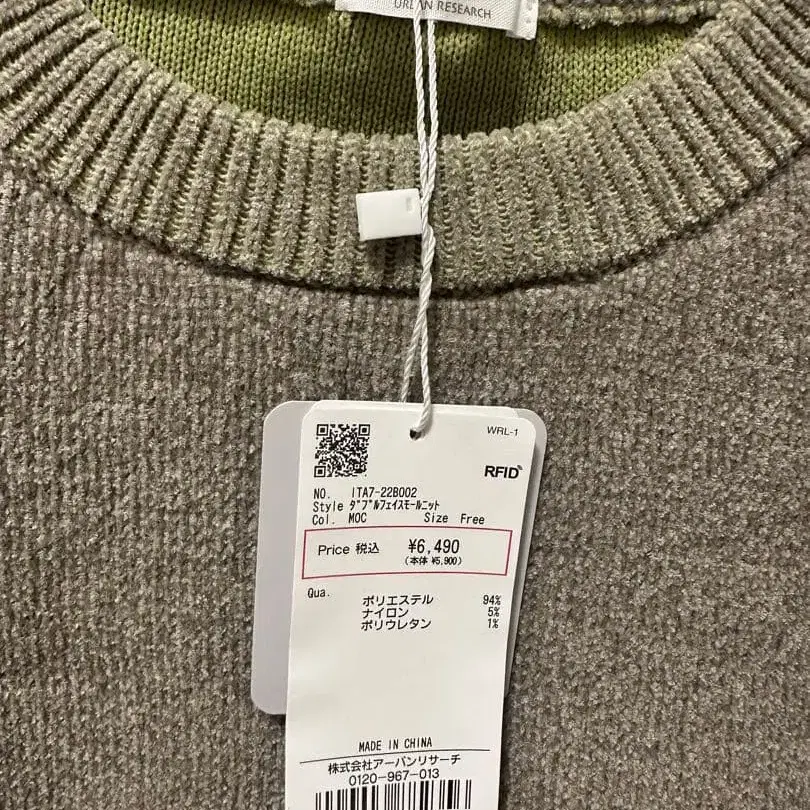 URBAN RESEARCH
WRL-1
RFID
NO. ITA7-22B002
Style ﾀﾞﾌﾞﾙﾌｪｲｽﾓｰﾙﾆｯﾄ
Col. MOC Size Free
Price 税込 ¥6,490
(本体 ¥5,900)
Qua.
ポリエステル 94%
ナイロン 5%
ポリウレタン 1%
MADE IN CHINA
株式会社アーバンリサーチ
0120-967-013